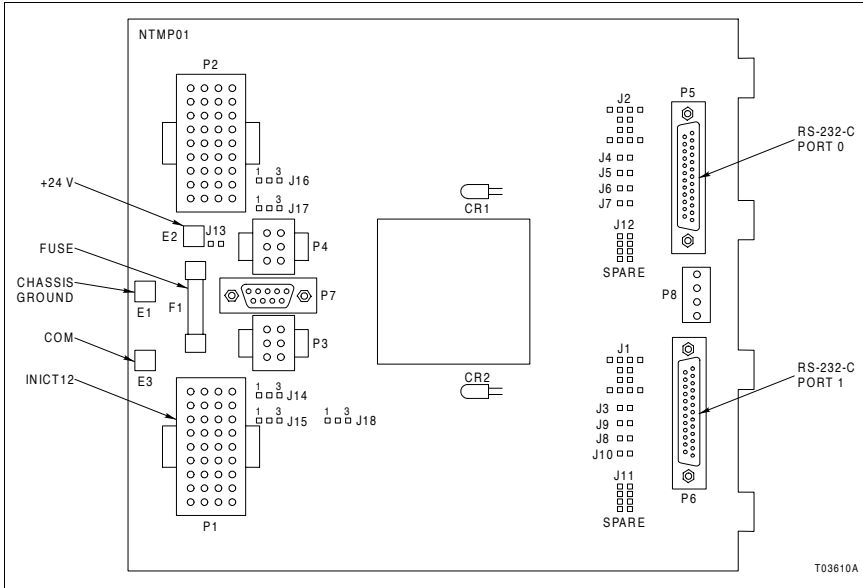 NTMP01
P2
P5
J2
RS-232-C
PORT 0
J4
J5
J6
J7
+24 V
1 3
J16
CR1
1 3
J17
E2
J13
J12
P4
FUSE
SPARE
CHASSIS
GROUND
F1
P7
P8
E1
COM
P3
J1
E3
CR2
RS-232-C
PORT 1
INICT12
1 3
J14
J3
1 3
J15
1 3
J18
J9
J8
J10
J11
P6
SPARE
P1
T03610A